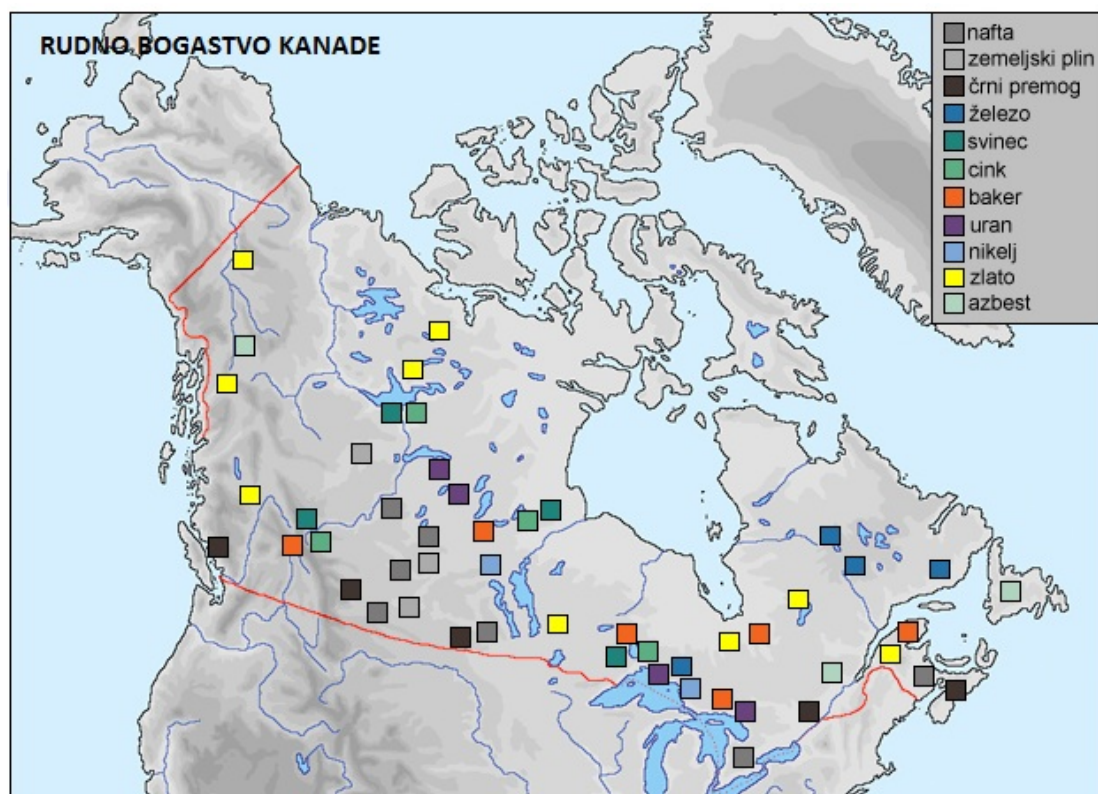 RUDNO BOGASTVO KANADE
nafta
zemeljski plin
črni premog
železo
svinec
cink
baker
uran
nikelj
zlato
azbest